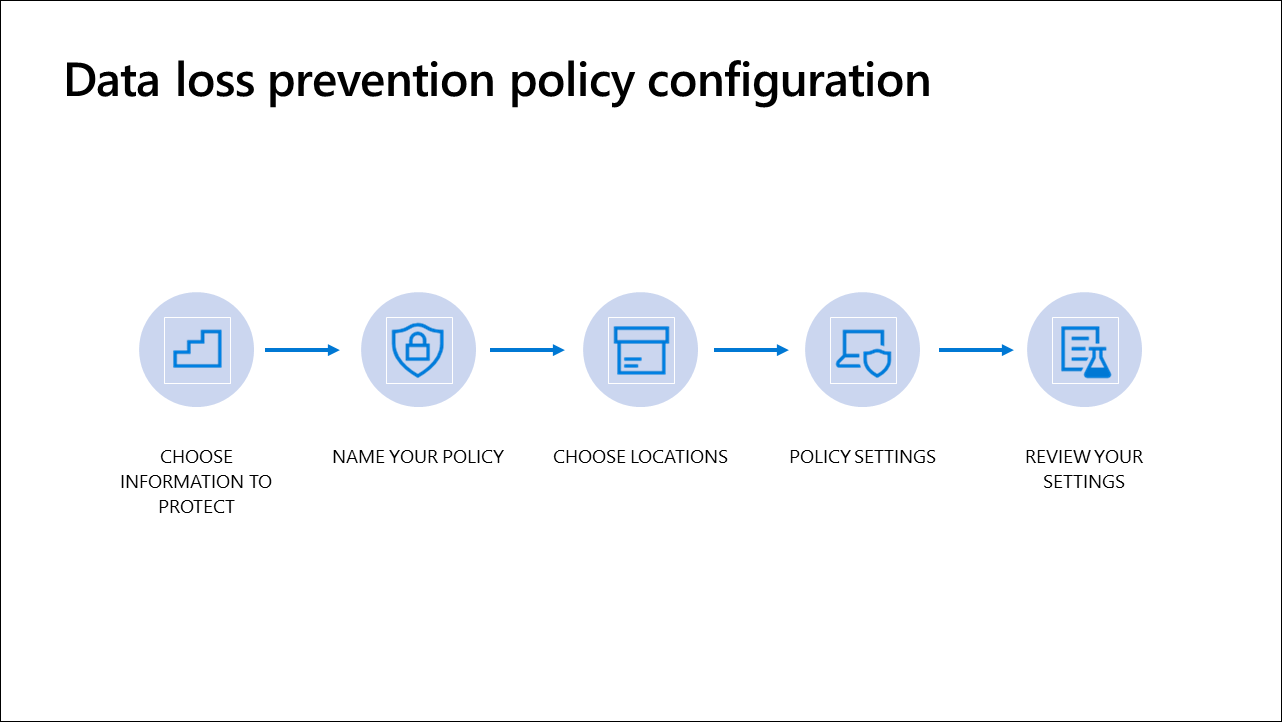 Data loss prevention policy configuration
CHOOSE
INFORMATION TO
PROTECT
NAME YOUR POLICY
CHOOSE LOCATIONS
POLICY SETTINGS
REVIEW YOUR
SETTINGS